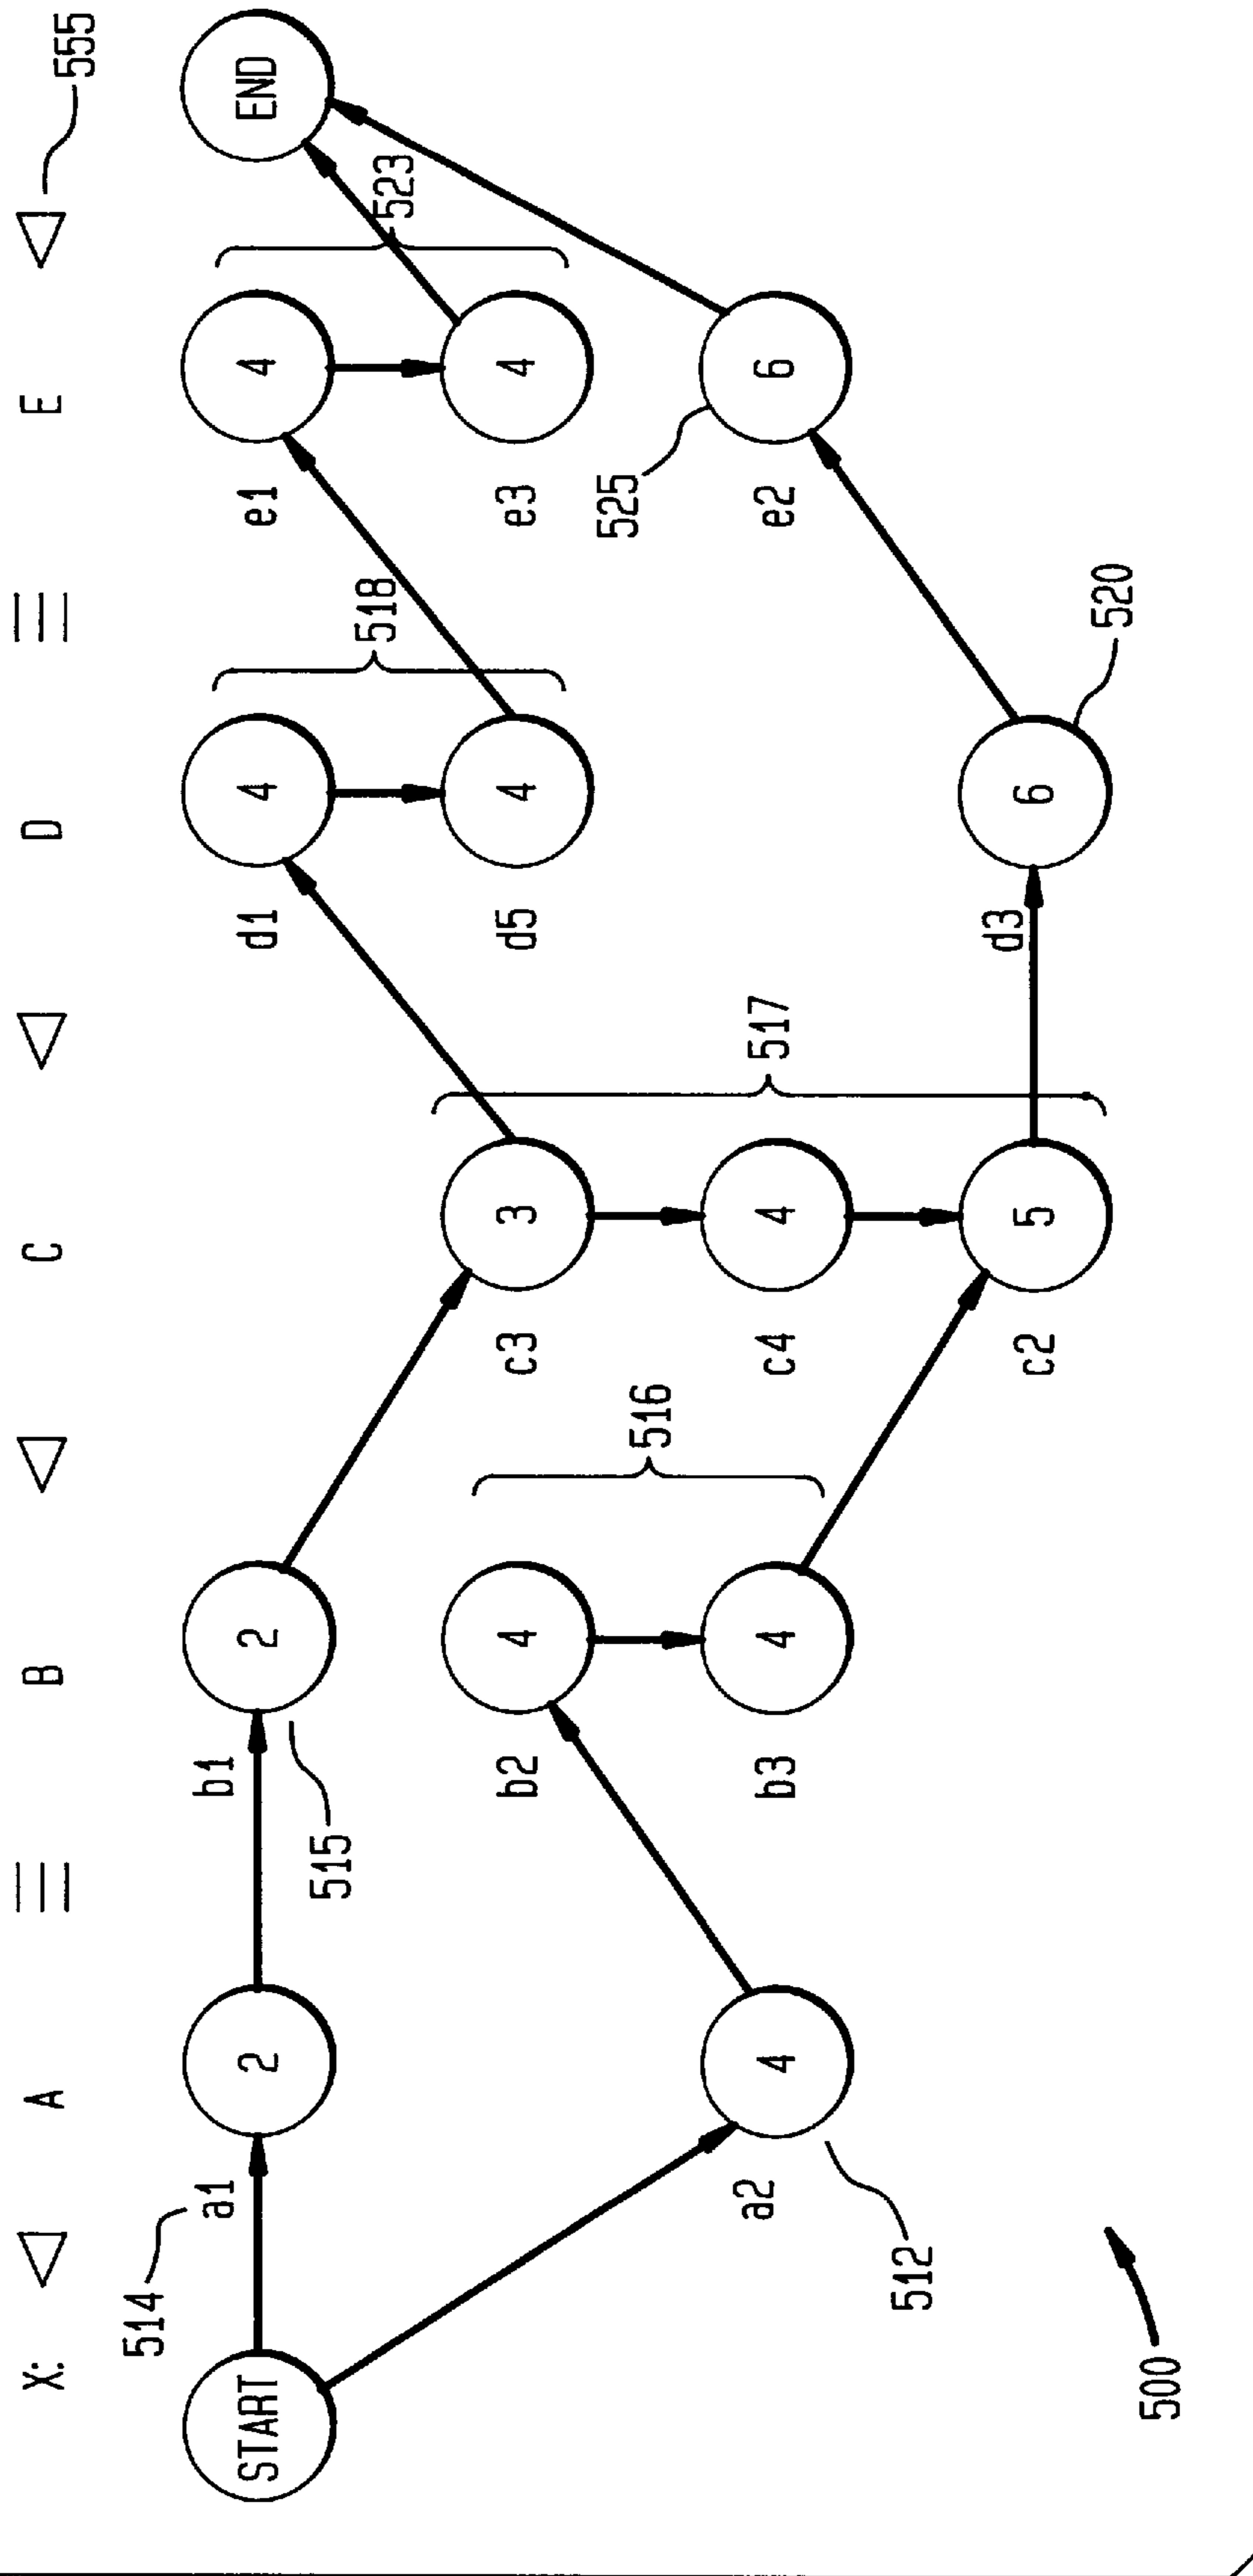 X: ◁ A ≡ B ◁ C ◁ D ≡ E ◁ 555
514
a1
START
2
b1
515
2
d1
4
e1
4
END
c3
3
518
d5
4
e3
4
523
a2
4
512
b2
4
b3
4
516
c4
4
517
525
e2
6
c2
5
d3
6
520
500